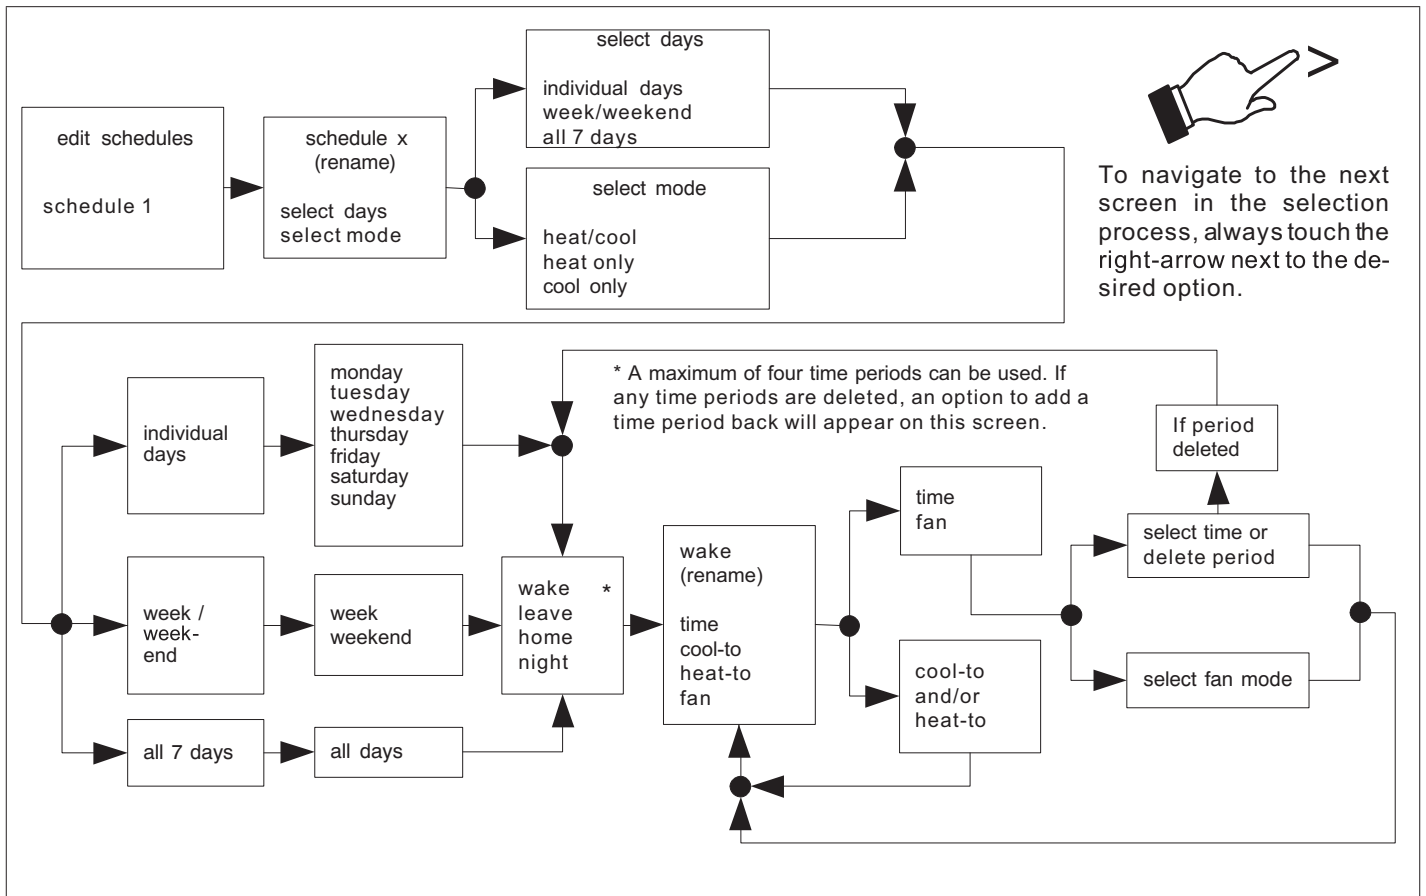 edit schedules
schedule 1
schedule x
(rename)
select days
select mode
select days
individual days
week/weekend
all 7 days
select mode
heat/cool
heat only
cool only
>
To navigate to the next
screen in the selection
process, always touch the
right-arrow next to the de-
sired option.
individual
days
monday
tuesday
wednesday
thursday
friday
saturday
sunday
* A maximum of four time periods can be used. If
any time periods are deleted, an option to add a
time period back will appear on this screen.
If period
deleted
week /
week-
end
week
weekend
all 7 days
all days
wake *
leave
home
night
wake
(rename)
time
cool-to
heat-to
fan
time
fan
cool-to
and/or
heat-to
select time or
delete period
select fan mode